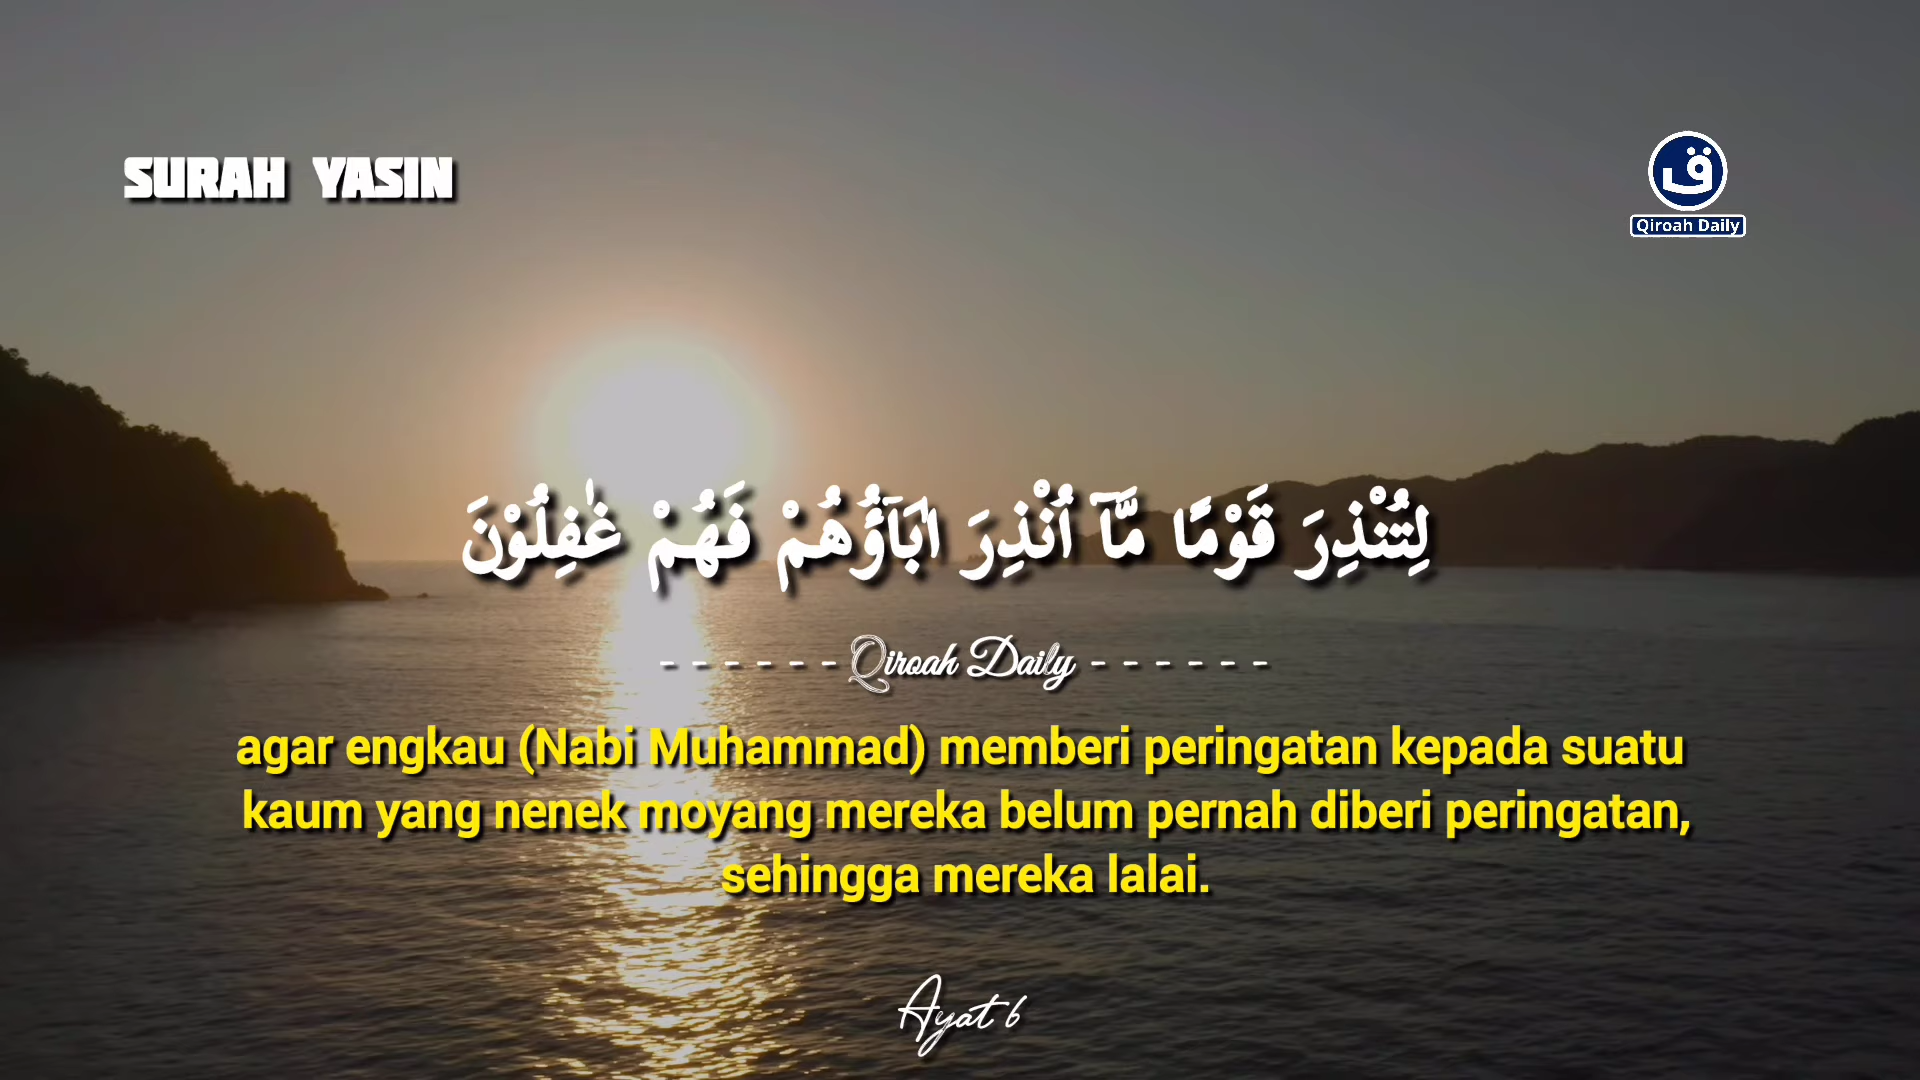 SURAH YASIN
ق
Qiroah Daily
لِتُنْذِرَ قَوْمًا مَّآ اُنْذِرَ اٰبَاۤؤُهُمْ فَهُمْ غٰفِلُوْنَ
- - - - - - Qiroah Daily - - - - - -
agar engkau (Nabi Muhammad) memberi peringatan kepada suatu
kaum yang nenek moyang mereka belum pernah diberi peringatan,
sehingga mereka lalai.
Ayat 6